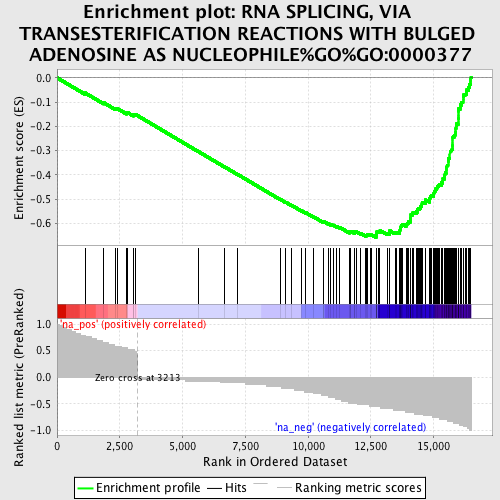 Enrichment plot: RNA SPLICING, VIA
TRANSESTERIFICATION REACTIONS WITH BULGED
ADENOSINE AS NUCLEOPHILE%GO%GO:0000377
Enrichment score (ES)
0.0
-0.1
-0.2
-0.3
-0.4
-0.5
-0.6
'na_pos' (positively correlated)
Ranked list metric (PreRanked)
1.0
0.5
0.0
-0.5
-1.0
Zero cross at 3213
'na_neg' (negatively correlated)
0 2,500 5,000 7,500 10,000 12,500 15,000
Rank in Ordered Dataset
Enrichment profile Hits Ranking metric scores